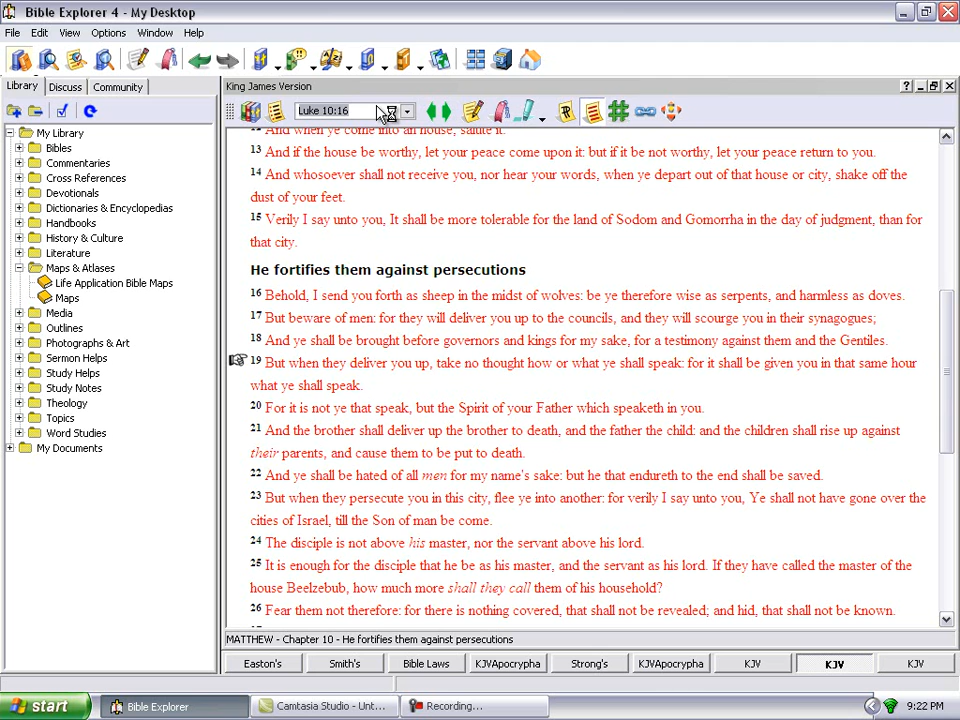 Bible Explorer 4 - My Desktop
File Edit View Options Window Help
Library Discuss Community
King James Version
Luke 10:16
My Library
Bibles
Commentaries
Cross References
Devotionals
Dictionaries & Encyclopedias
Handbooks
History & Culture
Literature
Maps & Atlases
Life Application Bible Maps
Maps
Media
Outlines
Photographs & Art
Sermon Helps
Study Helps
Study Notes
Theology
Topics
Word Studies
My Documents
12 And when ye come into an house, salute it.
13 And if the house be worthy, let your peace come upon it: but if it be not worthy, let your peace return to you.
14 And whosoever shall not receive you, nor hear your words, when ye depart out of that house or city, shake off the
dust of your feet.
15 Verily I say unto you, It shall be more tolerable for the land of Sodom and Gomorrha in the day of judgment, than for
that city.
He fortifies them against persecutions
16 Behold, I send you forth as sheep in the midst of wolves: be ye therefore wise as serpents, and harmless as doves.
17 But beware of men: for they will deliver you up to the councils, and they will scourge you in their synagogues;
18 And ye shall be brought before governors and kings for my sake, for a testimony against them and the Gentiles.
19 But when they deliver you up, take no thought how or what ye shall speak: for it shall be given you in that same hour
what ye shall speak.
20 For it is not ye that speak, but the Spirit of your Father which speaketh in you.
21 And the brother shall deliver up the brother to death, and the father the child: and the children shall rise up against
their parents, and cause them to be put to death.
22 And ye shall be hated of all men for my name's sake: but he that endureth to the end shall be saved.
23 But when they persecute you in this city, flee ye into another: for verily I say unto you, Ye shall not have gone over the
cities of Israel, till the Son of man be come.
24 The disciple is not above his master, nor the servant above his lord.
25 It is enough for the disciple that he be as his master, and the servant as his lord. If they have called the master of the
house Beelzebub, how much more shall they call them of his household?
26 Fear them not therefore: for there is nothing covered, that shall not be revealed; and hid, that shall not be known.
MATTHEW - Chapter 10 - He fortifies them against persecutions
Easton's Smith's Bible Laws KJVApocrypha Strong's KJVApocrypha KJV KJV KJV
start Bible Explorer Camtasia Studio - Unt... Recording... 9:22 PM